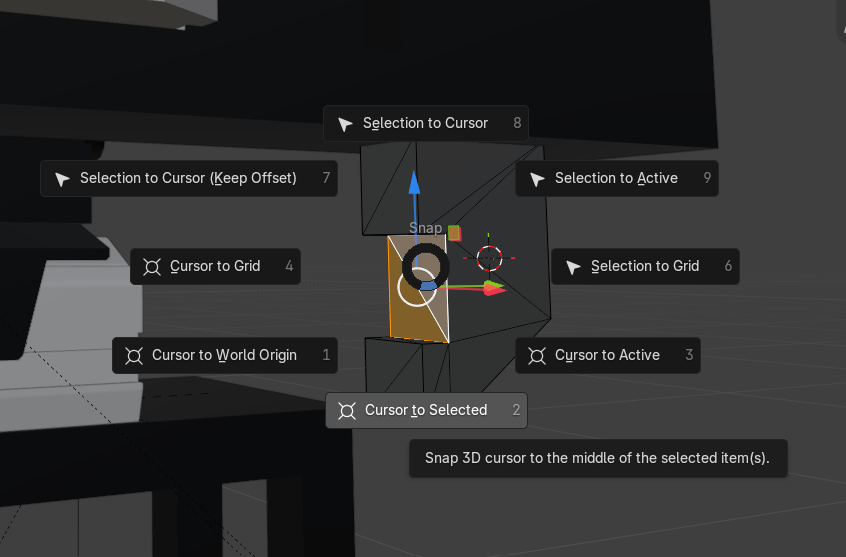 Selection to Cursor 8
Selection to Cursor (Keep Offset) 7
Selection to Active 9
Snap
Cursor to Grid 4
Selection to Grid 6
Cursor to World Origin 1
Cursor to Active 3
Cursor to Selected 2
Snap 3D cursor to the middle of the selected item(s).